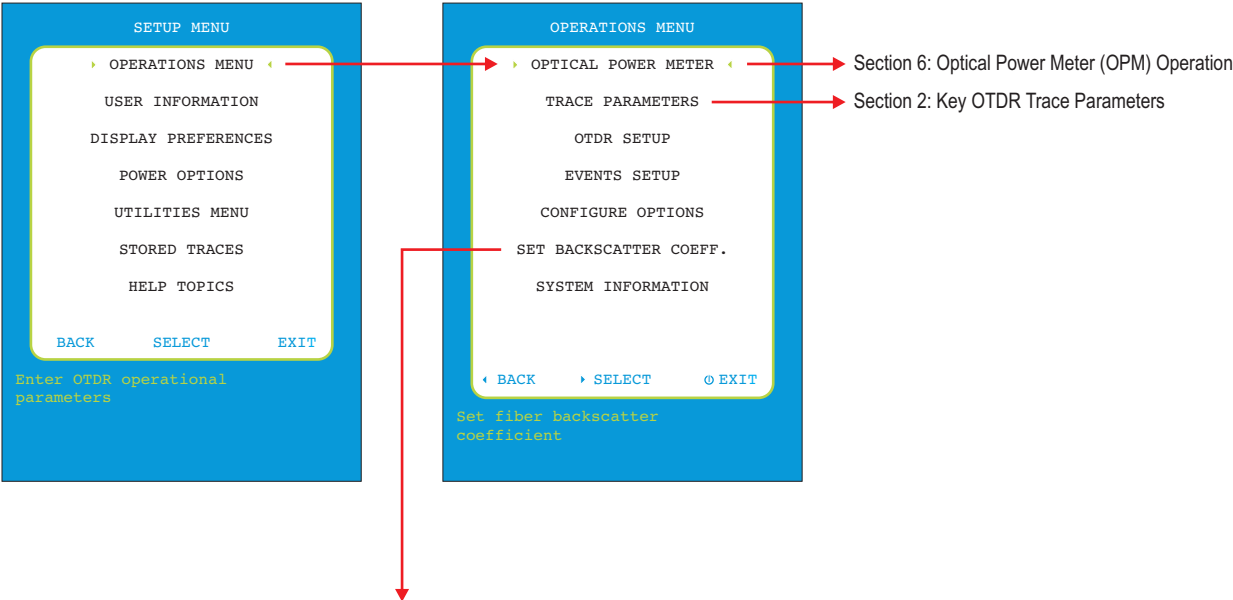 SETUP MENU
OPERATIONS MENU
USER INFORMATION
DISPLAY PREFERENCES
POWER OPTIONS
UTILITIES MENU
STORED TRACES
HELP TOPICS
BACK SELECT EXIT
Enter OTDR operational
parameters
OPERATIONS MENU
OPTICAL POWER METER
TRACE PARAMETERS
OTDR SETUP
EVENTS SETUP
CONFIGURE OPTIONS
SET BACKSCATTER COEFF.
SYSTEM INFORMATION
BACK SELECT EXIT
Set fiber backscatter
coefficient
Section 6: Optical Power Meter (OPM) Operation
Section 2: Key OTDR Trace Parameters